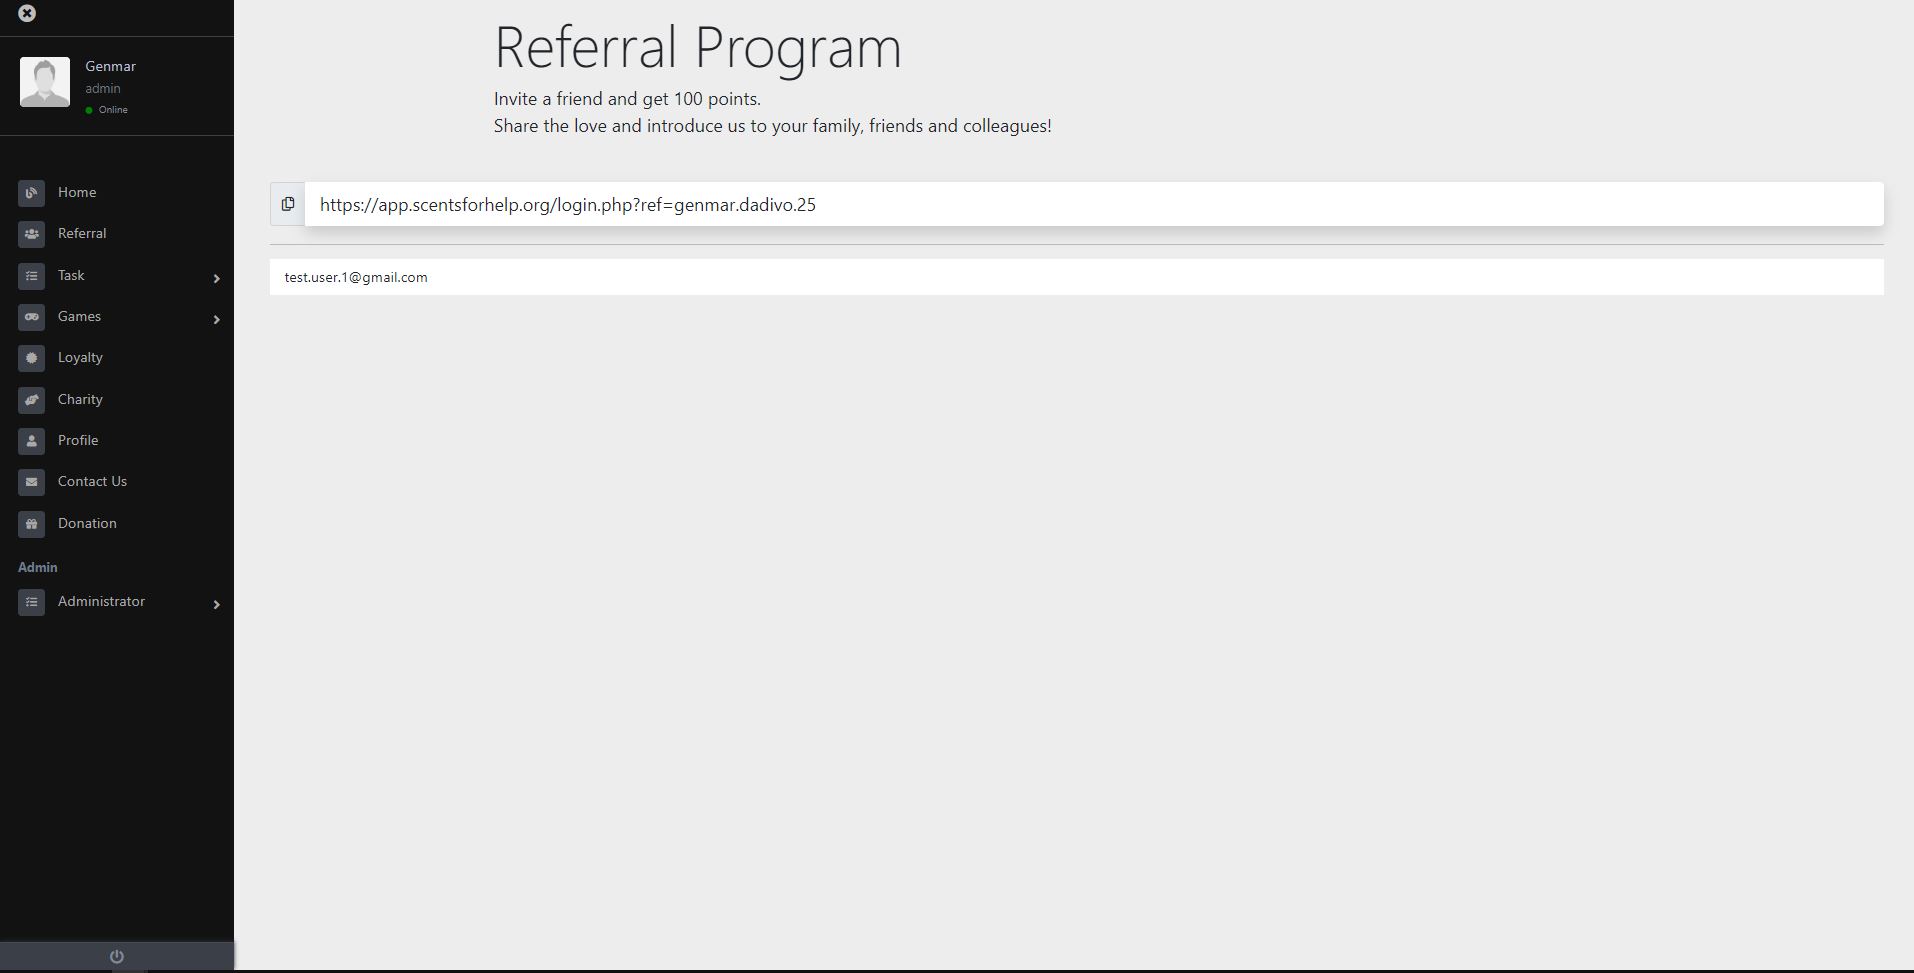 Genmar
admin
Online
Home
Referral
Task
Games
Loyalty
Charity
Profile
Contact Us
Donation
Admin
Administrator
Referral Program
Invite a friend and get 100 points.
Share the love and introduce us to your family, friends and colleagues!
https://app.scentsforhelp.org/login.php?ref=genmar.dadivo.25
test.user.1@gmail.com